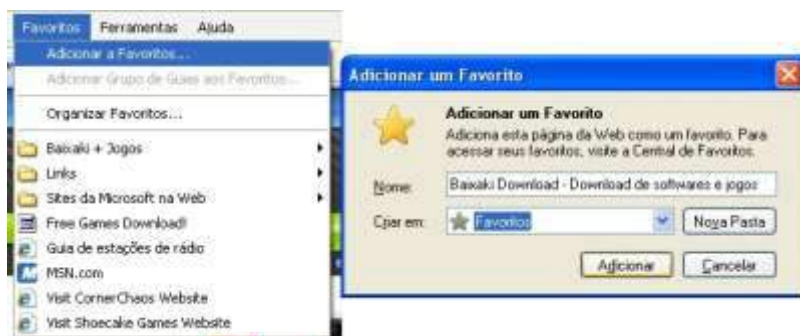 Favoritos Ferramentas Ajuda
Adicionar a Favoritos...
Adicionar Grupo de Guias aos Favoritos...
Organizar Favoritos...
Baixaki + Jogos
Links
Sites da Microsoft na Web
Free Games Download!
Guia de estações de rádio
MSN.com
Visit CornerChaos Website
Visit Shoecake Games Website
Adicionar um Favorito
Adicionar um Favorito
Adiciona esta página da Web como um favorito. Para
acessar seus favoritos, visite a Central de Favoritos.
Nome: Baixaki Download - Download de softwares e jogos
Criar em: Favoritos Nova Pasta
Adicionar Cancelar